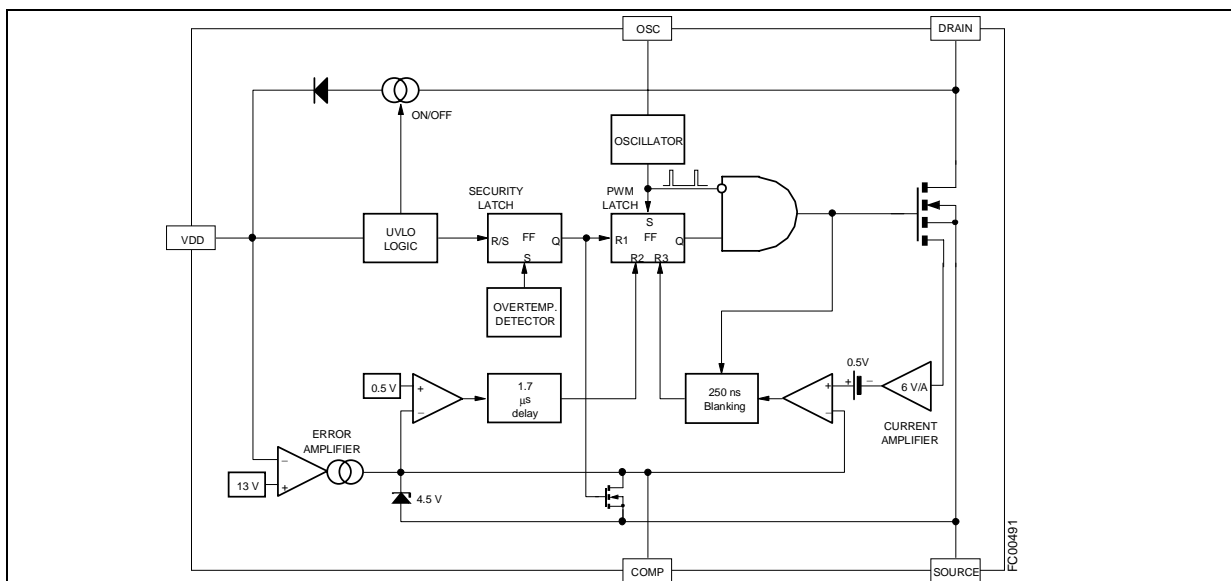 OSC
DRAIN
ON/OFF
OSCILLATOR
SECURITY
LATCH
PWM
LATCH
VDD
UVLO
LOGIC
R/S
FF
Q
S
R1
S
FF
Q
R2
R3
OVERTEMP.
DETECTOR
0.5 V
+
–
1.7
μs
delay
250 ns
Blanking
+
–
0.5V
+
–
6 V/A
CURRENT
AMPLIFIER
ERROR
AMPLIFIER
–
+
13 V
4.5 V
COMP
SOURCE
FC00491